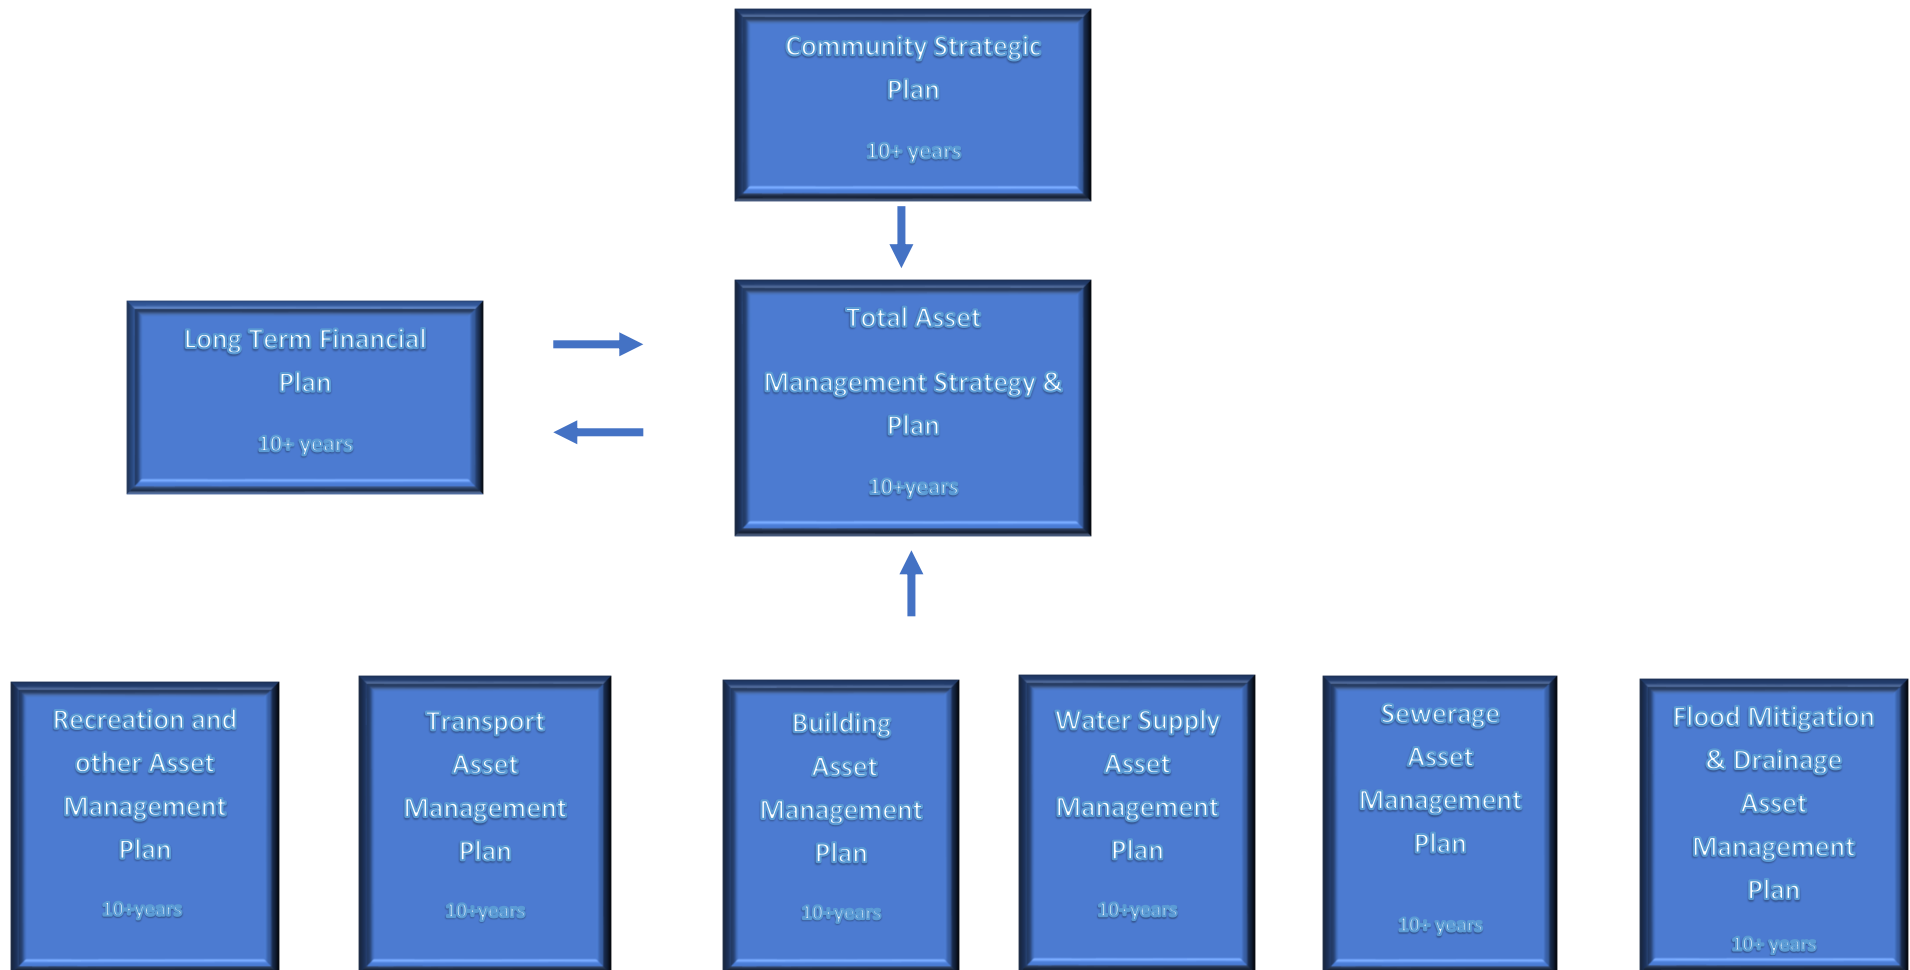 Community Strategic
Plan
10+ years
Long Term Financial
Plan
10+ years
Total Asset
Management Strategy &
Plan
10+years
Recreation and
other Asset
Management
Plan
10+years
Transport
Asset
Management
Plan
10+years
Building
Asset
Management
Plan
10+years
Water Supply
Asset
Management
Plan
10+years
Sewerage
Asset
Management
Plan
10+ years
Flood Mitigation
& Drainage
Asset
Management
Plan
10+ years